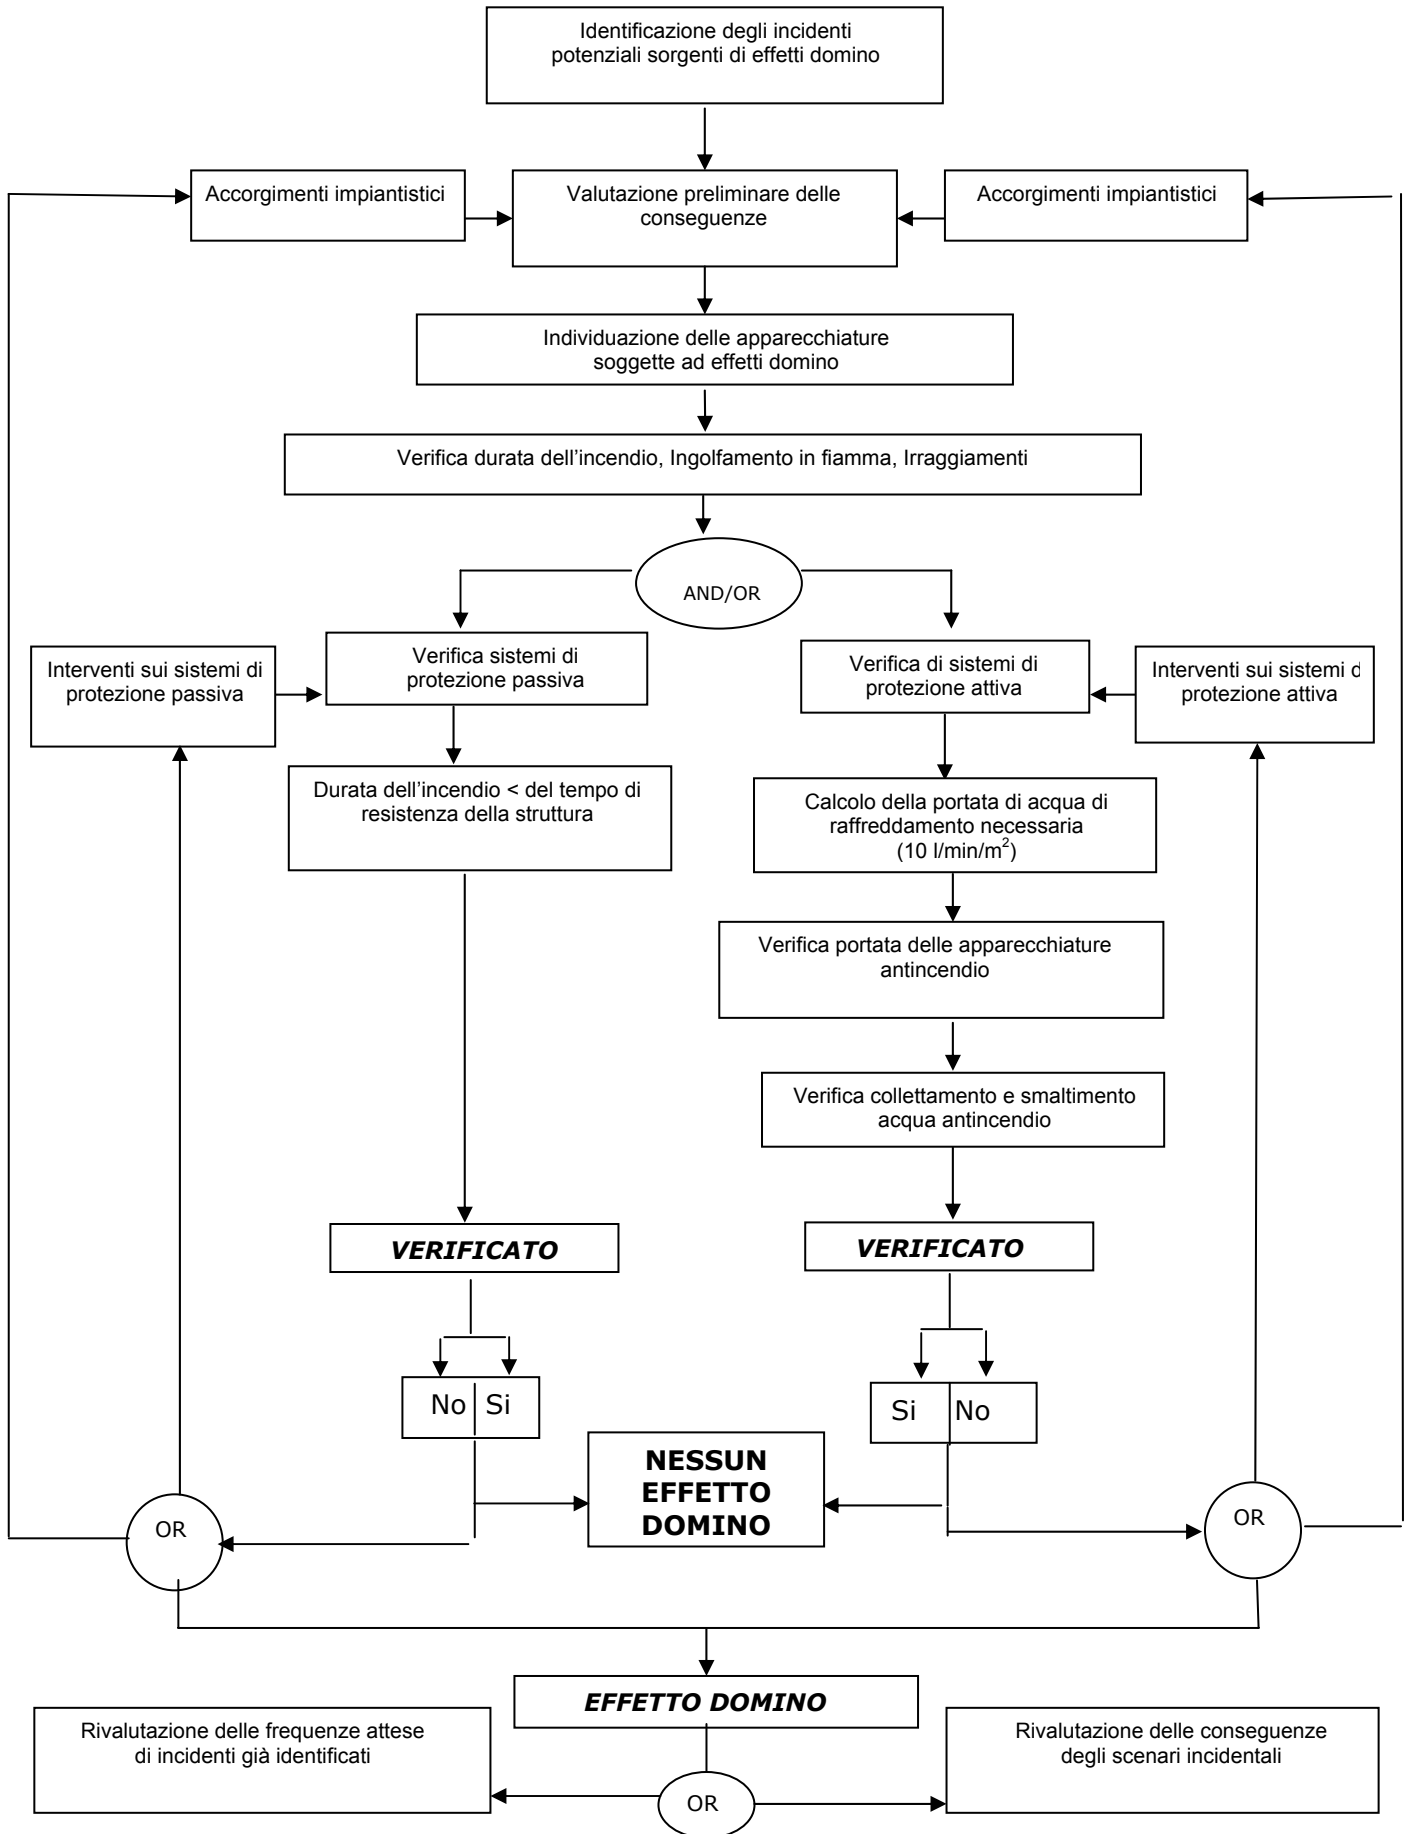 Identificazione degli incidenti
potenziali sorgenti di effetti domino
Accorgimenti impiantistici
Valutazione preliminare delle
conseguenze
Accorgimenti impiantistici
Individuazione delle apparecchiature
soggette ad effetti domino
Verifica durata dell’incendio, Ingolfamento in fiamma, Irraggiamenti
AND/OR
Interventi sui sistemi di
protezione passiva
Verifica sistemi di
protezione passiva
Verifica di sistemi di
protezione attiva
Interventi sui sistemi d
protezione attiva
Durata dell’incendio < del tempo di
resistenza della struttura
Calcolo della portata di acqua di
raffreddamento necessaria
(10 l/min/m²)
Verifica portata delle apparecchiature
antincendio
Verifica collettamento e smaltimento
acqua antincendio
VERIFICATO
VERIFICATO
No Si
Si No
NESSUN
EFFETTO
DOMINO
OR
OR
EFFETTO DOMINO
Rivalutazione delle frequenze attese
di incidenti già identificati
Rivalutazione delle conseguenze
degli scenari incidentali
OR